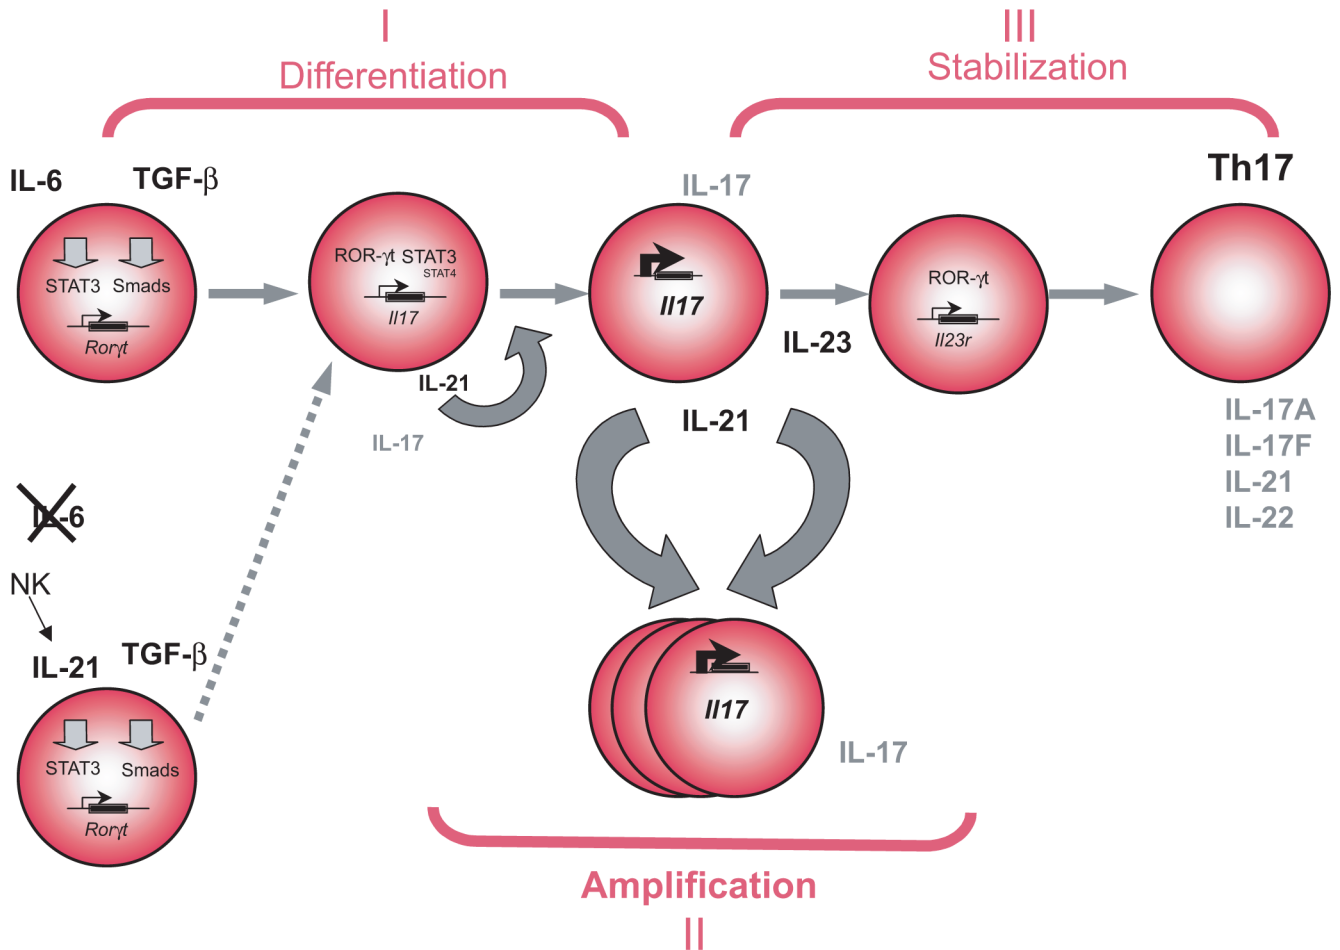 I
Differentiation
III
Stabilization
IL-6
TGF-β
STAT3
Smads
Rorγt
ROR-γt STAT3
STAT4
Il17
IL-21
IL-17
IL-17
Il17
IL-23
ROR-γt
Il23r
Th17
IL-17A
IL-17F
IL-21
IL-22
IL-21
IL-6
NK
IL-21
TGF-β
STAT3
Smads
Rorγt
Il17
IL-17
Amplification
II